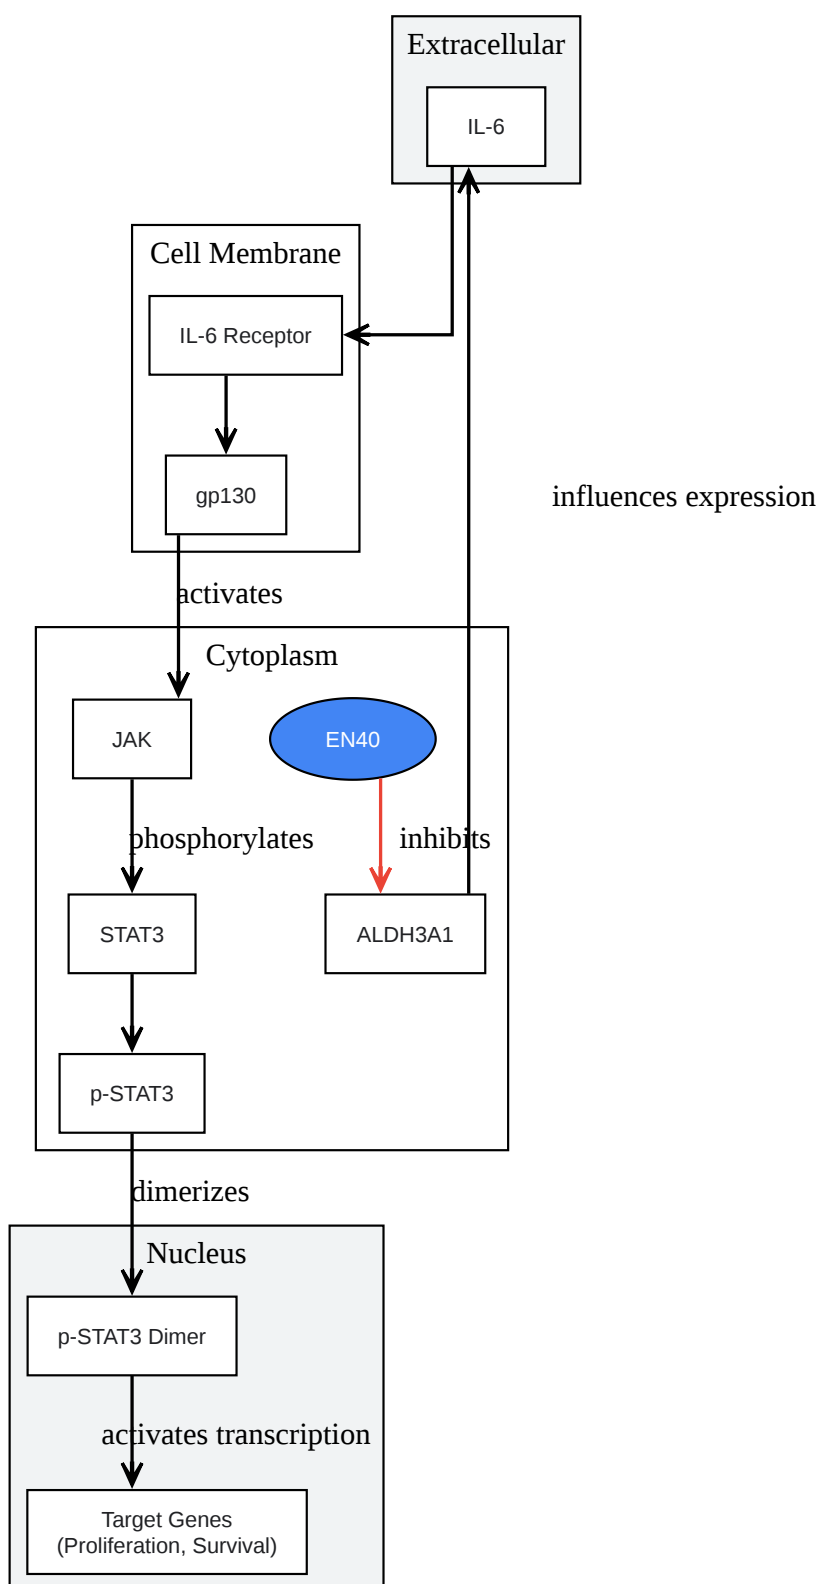 Extracellular
IL-6
Cell Membrane
IL-6 Receptor
gp130
influences expression
activates
Cytoplasm
JAK
EN40
phosphorylates
inhibits
STAT3
ALDH3A1
p-STAT3
dimerizes
Nucleus
p-STAT3 Dimer
activates transcription
Target Genes
(Proliferation, Survival)